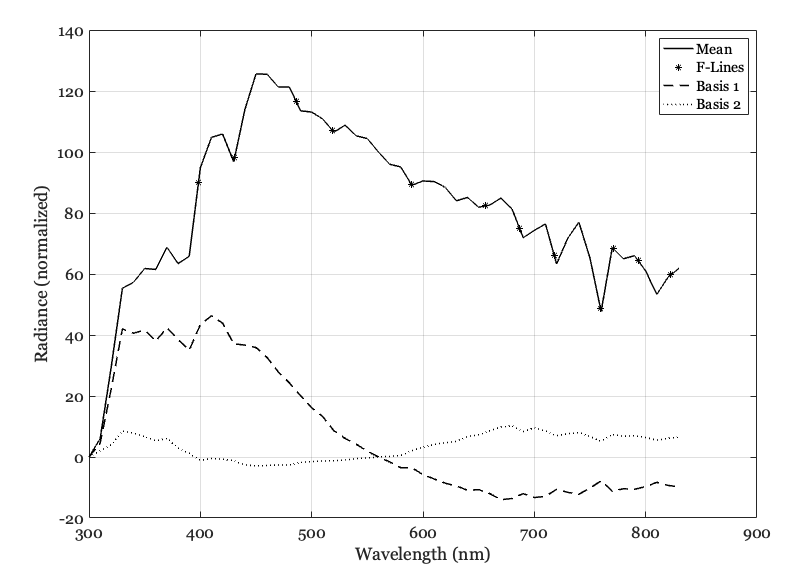 140
120
100
80
60
40
20
0
-20
300 400 500 600 700 800 900
Wavelength (nm)
Radiance (normalized)
Mean
F-Lines
Basis 1
Basis 2